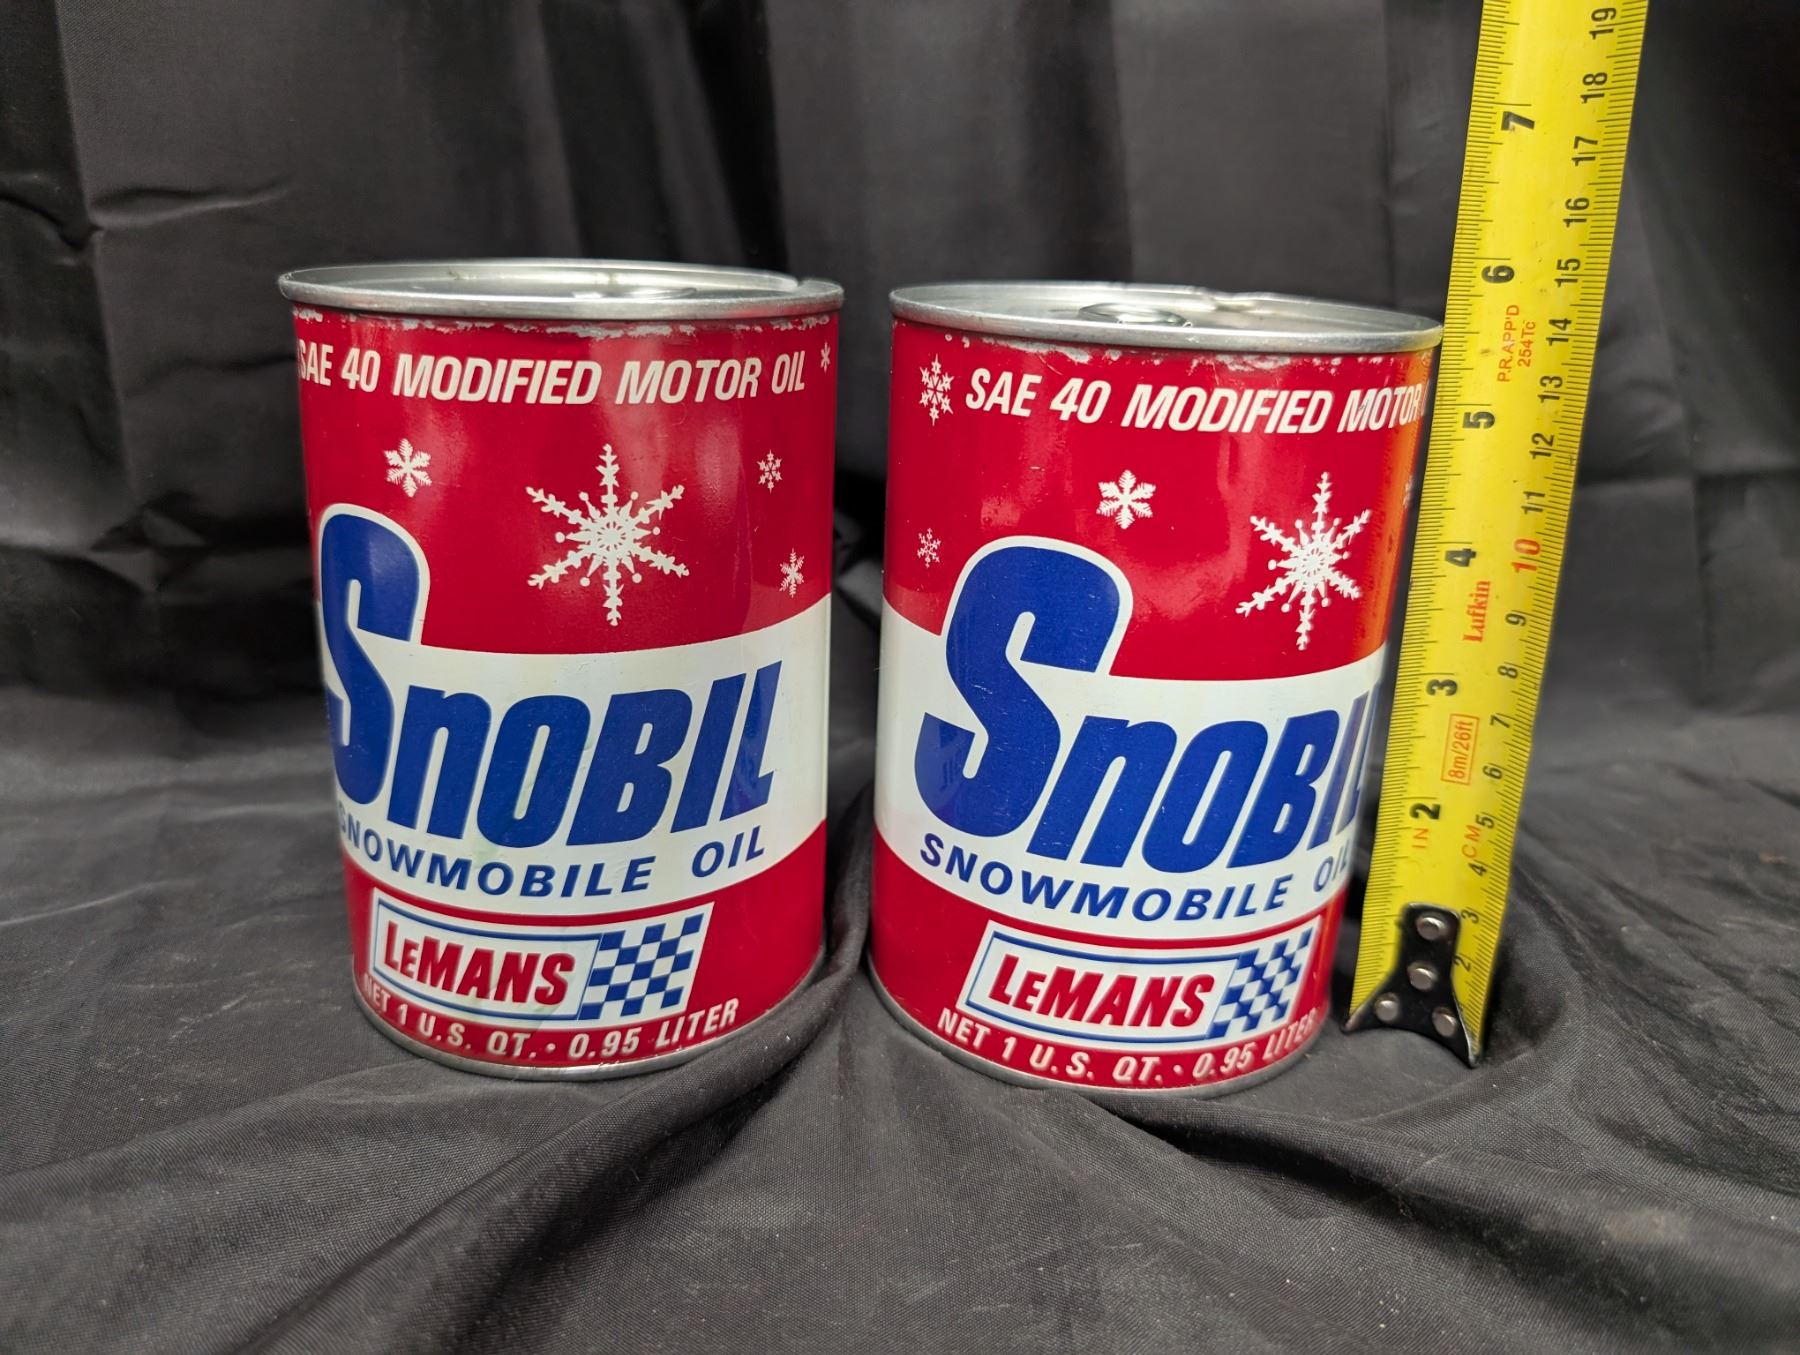 SAE 40 MODIFIED MOTOR OIL
SNOBIL
SNOWMOBILE OIL
LEMANS
NET 1 U.S. QT. • 0.95 LITER
SAE 40 MODIFIED MOTOR
SNOBIL
SNOWMOBILE OIL
LEMANS
NET 1 U.S. QT. • 0.95 LITER
19
18
7
17
16
6
15
P.R. APP'D
254Tc
14
13
5
12
11
4
10
Lufkin
9
3
8
8m/26ft
7
6
2
IN
5
CM
4
3
2